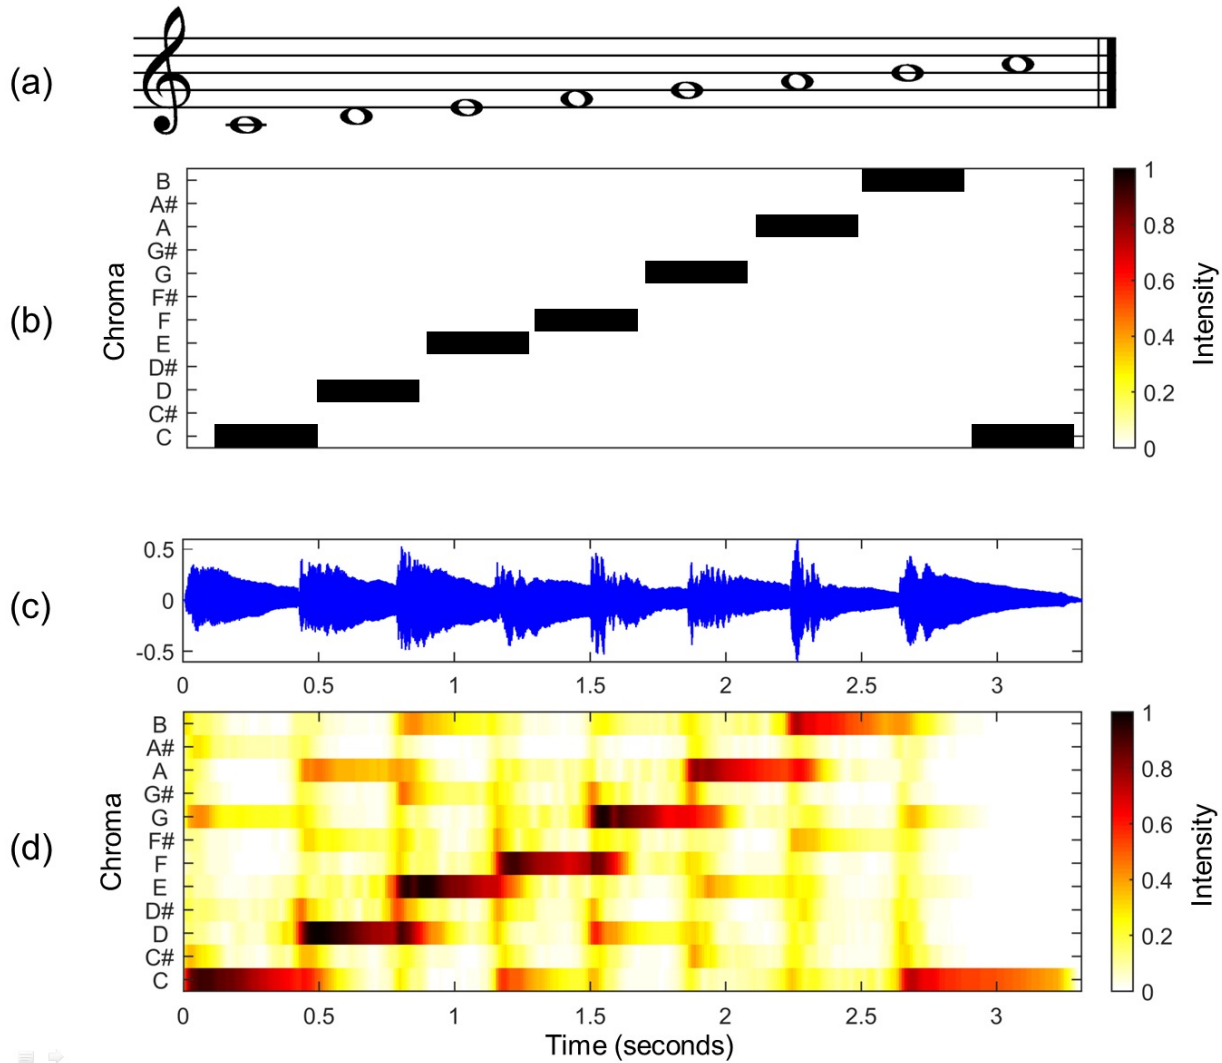 (a)
(b)
Chroma
B
A#
A
G#
G
F#
F
E
D#
D
C#
C
1
0.8
0.6
0.4
0.2
0
Intensity
(c)
0.5
0
-0.5
0 0.5 1 1.5 2 2.5 3
(d)
Chroma
B
A#
A
G#
G
F#
F
E
D#
D
C#
C
0 0.5 1 1.5 2 2.5 3
Time (seconds)
1
0.8
0.6
0.4
0.2
0
Intensity